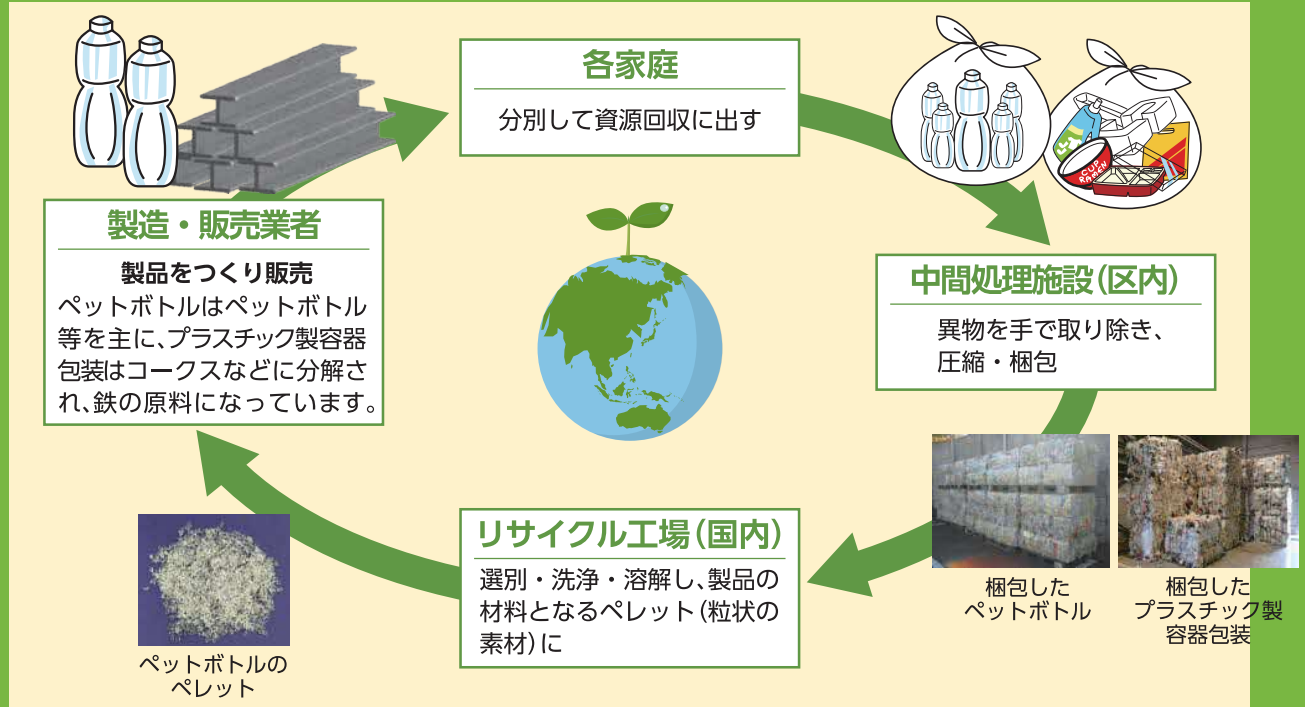 各家庭
分別して資源回収に出す
CUP
RAMEN
中間処理施設(区内)
異物を手で取り除き、
圧縮・梱包
梱包した
ペットボトル
梱包した
プラスチック製
容器包装
リサイクル工場(国内)
選別・洗浄・溶解し、製品の
材料となるペレット(粒状の
素材)に
ペットボトルの
ペレット
製造・販売業者
製品をつくり販売
ペットボトルはペットボトル
等を主に、プラスチック製容器
包装はコークスなどに分解さ
れ、鉄の原料になっています。